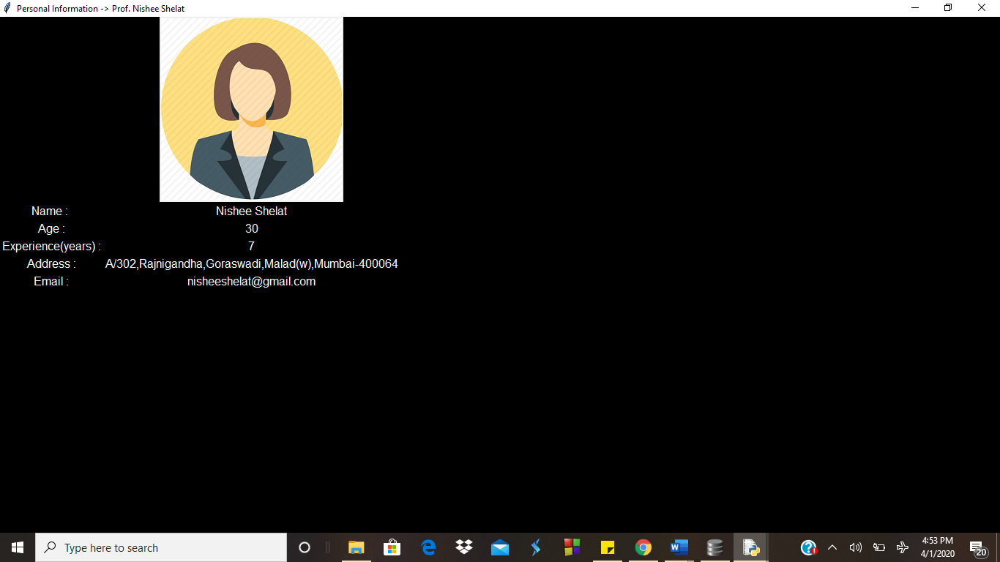 Personal Information -> Prof. Nishee Shelat
Name : Nishee Shelat
Age : 30
Experience(years) : 7
Address : A/302,Rajnigandha,Goraswadi,Malad(w),Mumbai-400064
Email : nisheeshelat@gmail.com
Type here to search
4:53 PM
4/1/2020
20